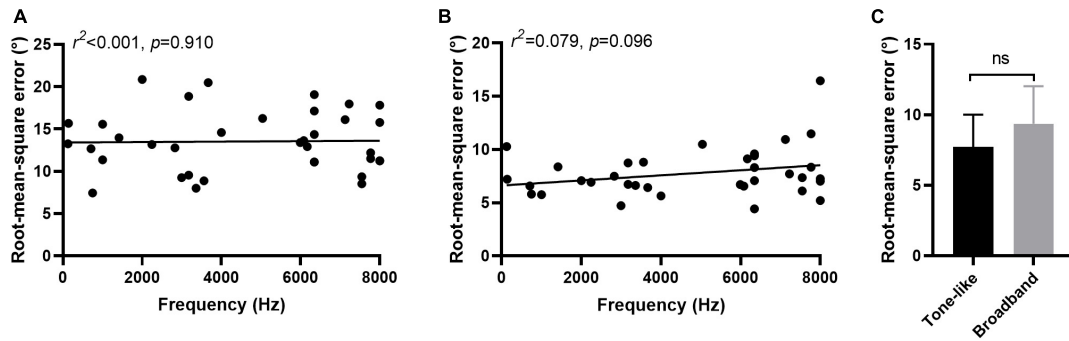 A
r²<0.001, p=0.910
Root-mean-square error (°)
25
20
15
10
5
0
0 2000 4000 6000 8000
Frequency (Hz)
B
r²=0.079, p=0.096
Root-mean-square error (°)
20
15
10
5
0
0 2000 4000 6000 8000
Frequency (Hz)
C
ns
Root-mean-square error (°)
15
10
5
0
Tone-like
Broadband